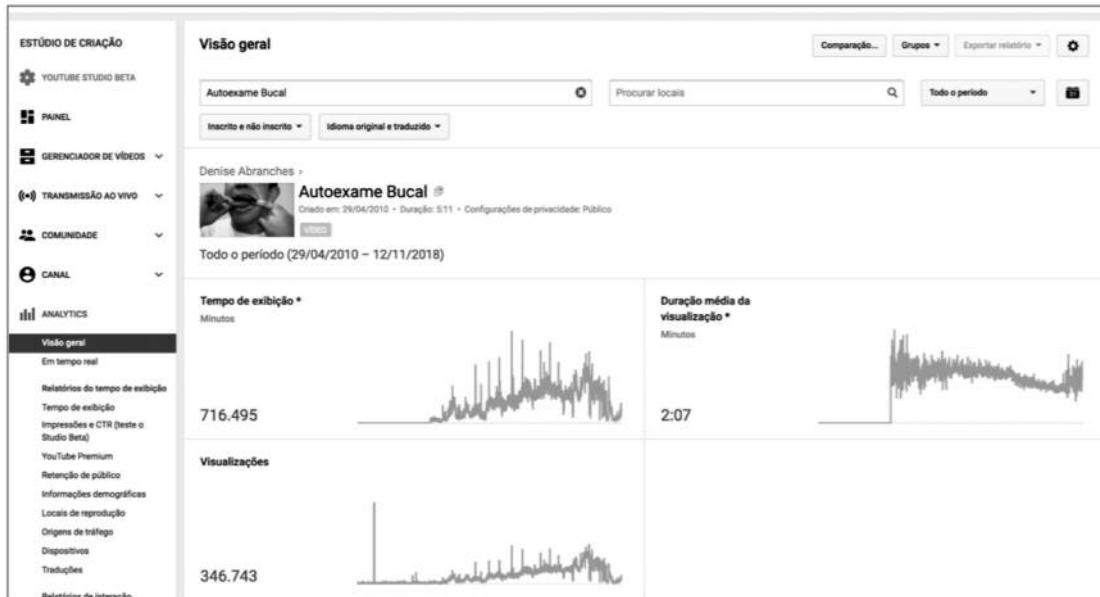 ESTÚDIO DE CRIAÇÃO
YOUTUBE STUDIO BETA
PAINEL
GERENCIADOR DE VÍDEOS
TRANSMISSÃO AO VIVO
COMUNIDADE
CANAL
ANALYTICS
Visão geral
Em tempo real
Relatórios do tempo de exibição
Tempo de exibição
Impressões e CTR (teste o
Studio Beta)
YouTube Premium
Retenção de público
Informações demográficas
Locais de reprodução
Origens de tráfego
Dispositivos
Traduções
Relatórios de interação
Visão geral
Comparação...
Grupos
Exportar relatório
Autoexame Bucal
Procurar locais
Todo o período
Inscrito e não inscrito
Idioma original e traduzido
Denise Abranches ›
Autoexame Bucal
Criado em: 29/04/2010 • Duração: 5:11 • Configurações de privacidade: Público
VÍDEO
Todo o período (29/04/2010 – 12/11/2018)
Tempo de exibição *
Minutos
716.495
Duração média da
visualização *
Minutos
2:07
Visualizações
346.743